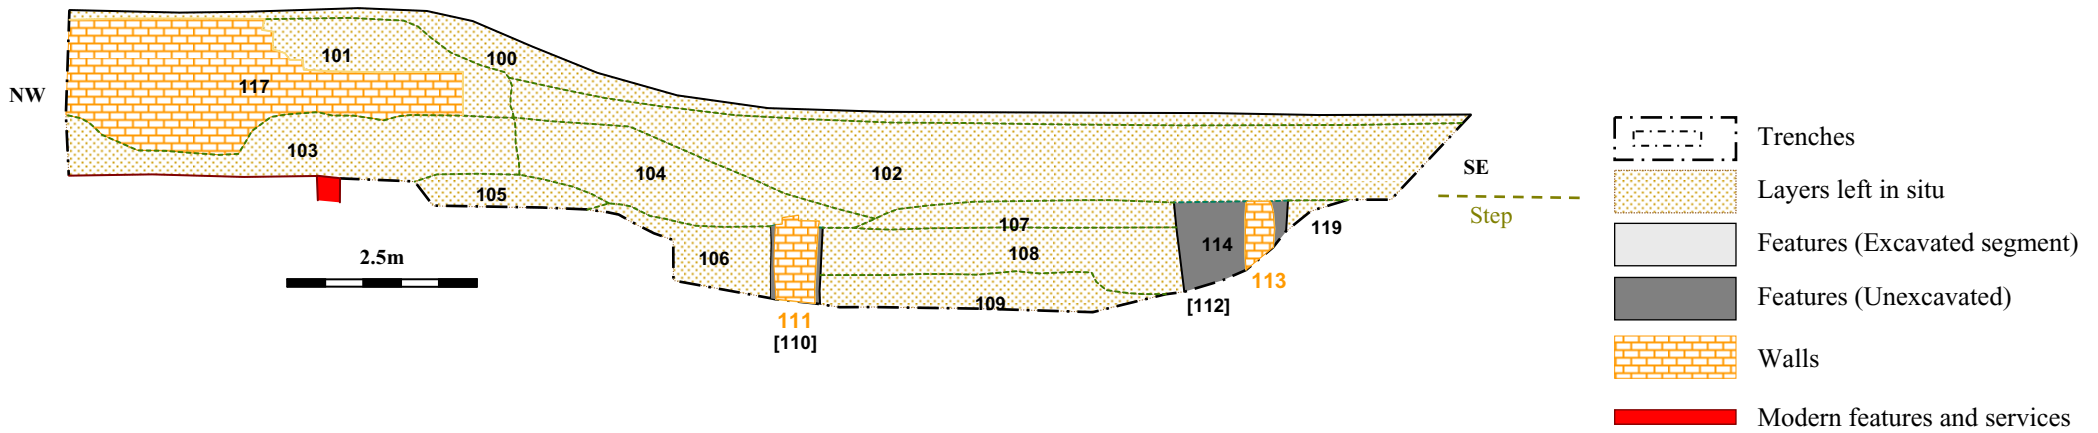 NW
101
100
117
103
104
102
105
106
107
108
109
114
119
SE
Step
2.5m
111
[110]
[112]
113
Trenches
Layers left in situ
Features (Excavated segment)
Features (Unexcavated)
Walls
Modern features and services